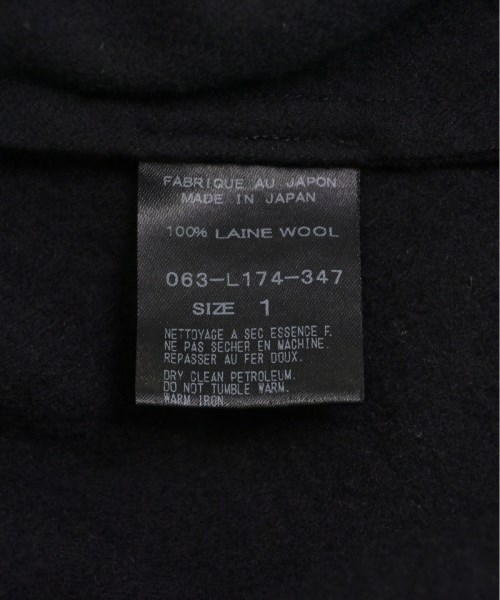 FABRIQUE AU JAPON
MADE IN JAPAN
100% LAINE WOOL
063-L174-347
SIZE 1
NETTOYAGE A SEC ESSENCE F.
NE PAS SECHER EN MACHINE.
REPASSER AU FER DOUX.
DRY CLEAN PETROLEUM.
DO NOT TUMBLE WARM.
WARM IRON.